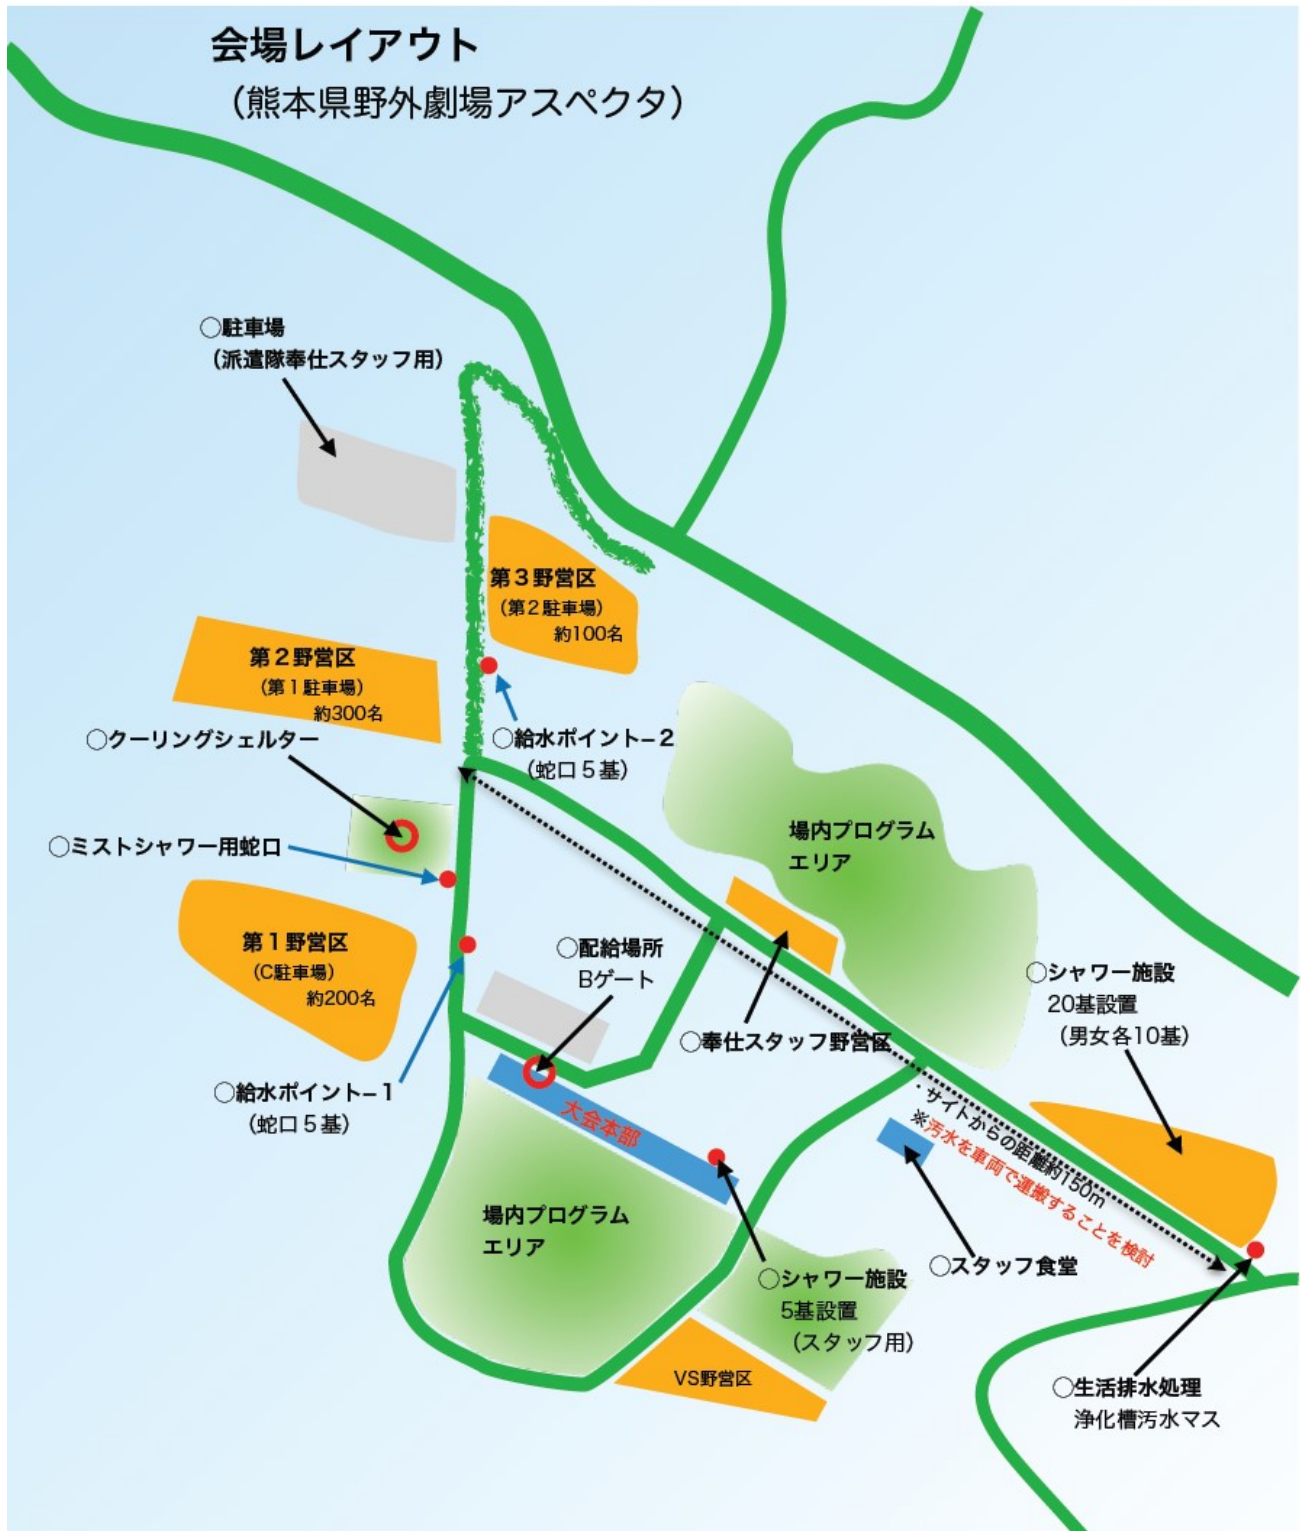 会場レイアウト
（熊本県野外劇場アスペクタ）
○駐車場
（派遣隊奉仕スタッフ用）
第３野営区
（第２駐車場）
約100名
第２野営区
（第１駐車場）
約300名
○クーリングシェルター
○給水ポイント−２
（蛇口５基）
○ミストシャワー用蛇口
場内プログラム
エリア
第１野営区
（C駐車場）
約200名
○配給場所
Bゲート
○シャワー施設
20基設置
（男女各10基）
○奉仕スタッフ野営区
○給水ポイント−１
（蛇口５基）
大会本部
・サイトからの距離約150m
※汚水を車両で運搬することを検討
場内プログラム
エリア
○スタッフ食堂
○シャワー施設
5基設置
（スタッフ用）
VS野営区
○生活排水処理
浄化槽汚水マス